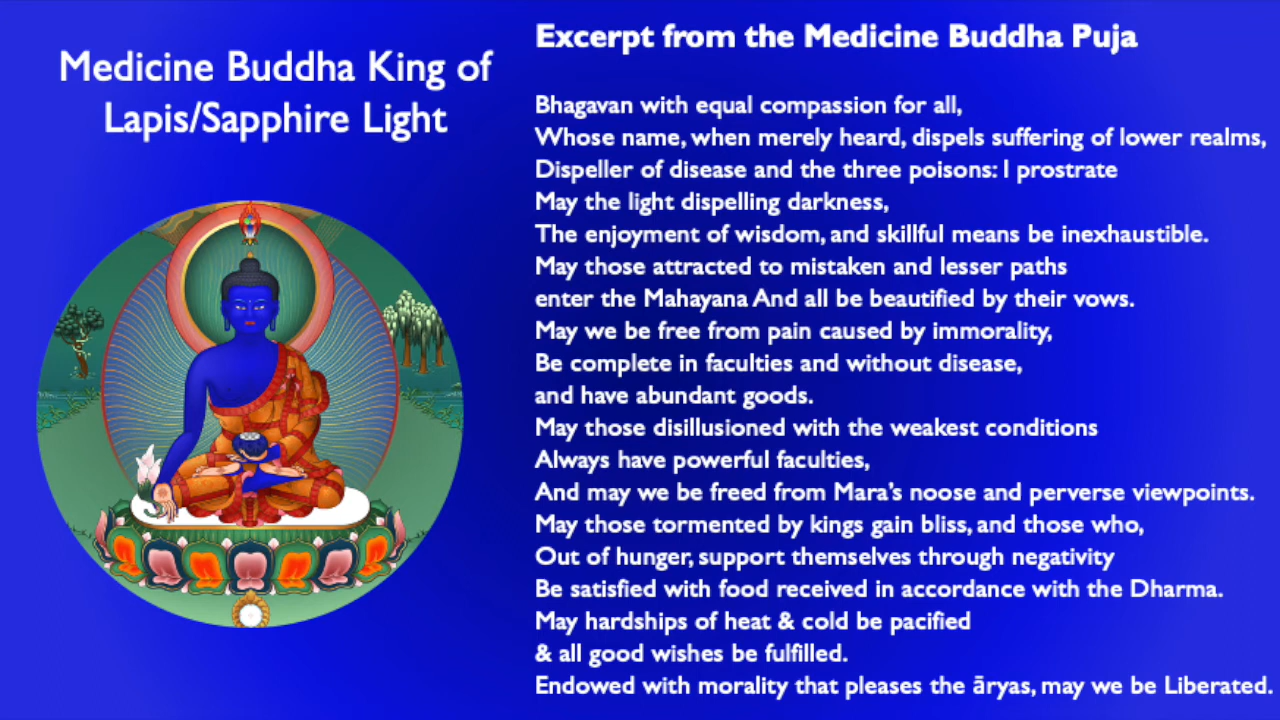 Medicine Buddha King of
Lapis/Sapphire Light
Excerpt from the Medicine Buddha Puja
Bhagavan with equal compassion for all,
Whose name, when merely heard, dispels suffering of lower realms,
Dispeller of disease and the three poisons: I prostrate
May the light dispelling darkness,
The enjoyment of wisdom, and skillful means be inexhaustible.
May those attracted to mistaken and lesser paths
enter the Mahayana And all be beautified by their vows.
May we be free from pain caused by immorality,
Be complete in faculties and without disease,
and have abundant goods.
May those disillusioned with the weakest conditions
Always have powerful faculties,
And may we be freed from Mara's noose and perverse viewpoints.
May those tormented by kings gain bliss, and those who,
Out of hunger, support themselves through negativity
Be satisfied with food received in accordance with the Dharma.
May hardships of heat & cold be pacified
& all good wishes be fulfilled.
Endowed with morality that pleases the āryas, may we be Liberated.